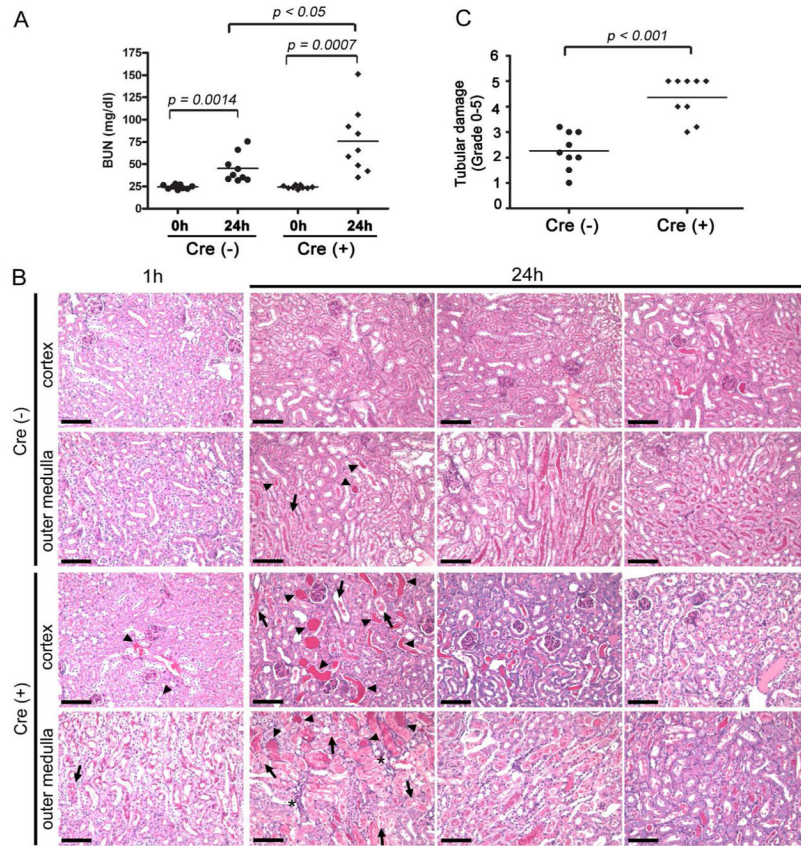 A
p < 0.05
p = 0.0007
p = 0.0014
BUN (mg/dl)
175
150
125
100
75
50
25
0
0h
24h
0h
24h
Cre (-)
Cre (+)
C
p < 0.001
Tubular damage
(Grade 0-5)
6
5
4
3
2
1
0
Cre (-)
Cre (+)
B
1h
24h
Cre (-)
cortex
outer medulla
Cre (+)
cortex
outer medulla
*
*